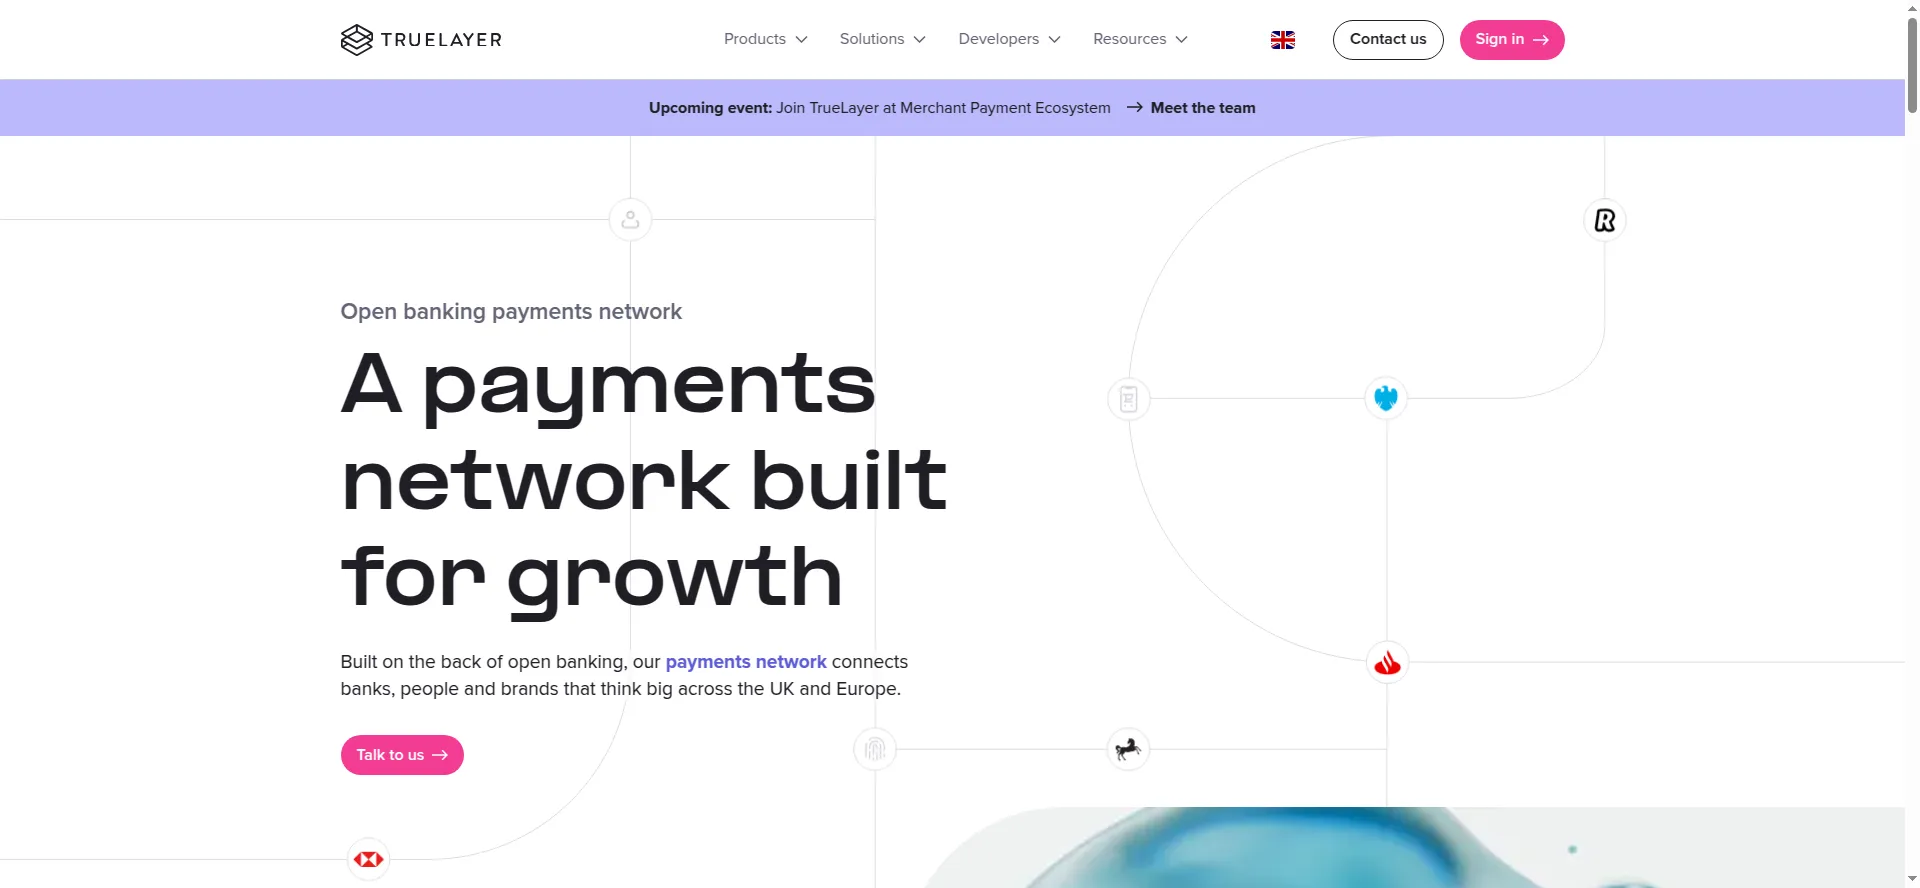 TRUELAYER
Products
Solutions
Developers
Resources
Contact us
Sign in →
Upcoming event: Join TrueLayer at Merchant Payment Ecosystem → Meet the team
Open banking payments network
A payments
network built
for growth
Built on the back of open banking, our payments network connects
banks, people and brands that think big across the UK and Europe.
Talk to us →